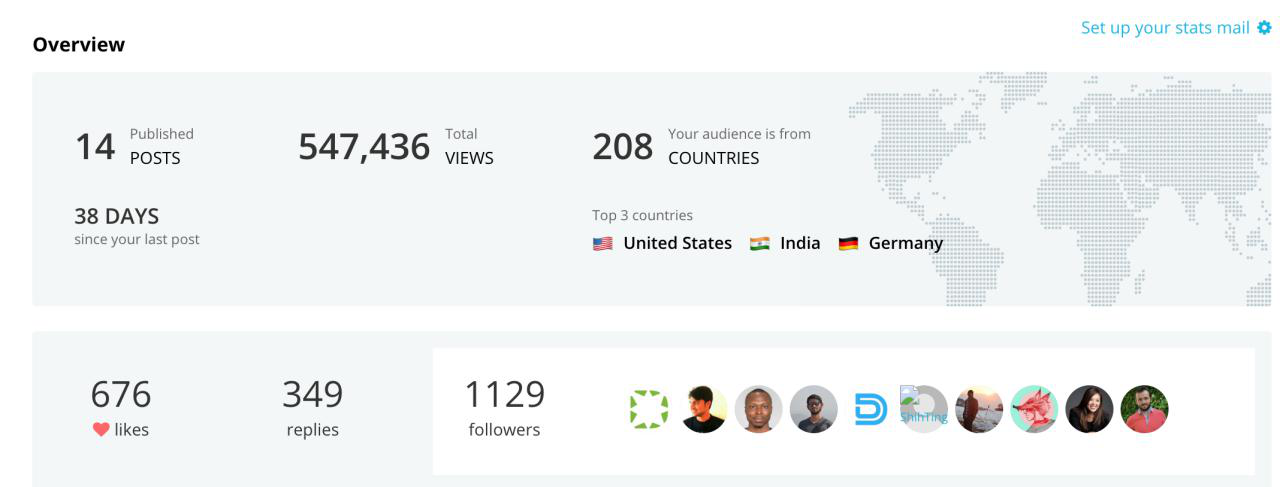 Set up your stats mail
Overview
14 Published POSTS
547,436 Total VIEWS
208 Your audience is from COUNTRIES
38 DAYS
since your last post
Top 3 countries
United States India Germany
676
likes
349
replies
1129
followers
ShihTing